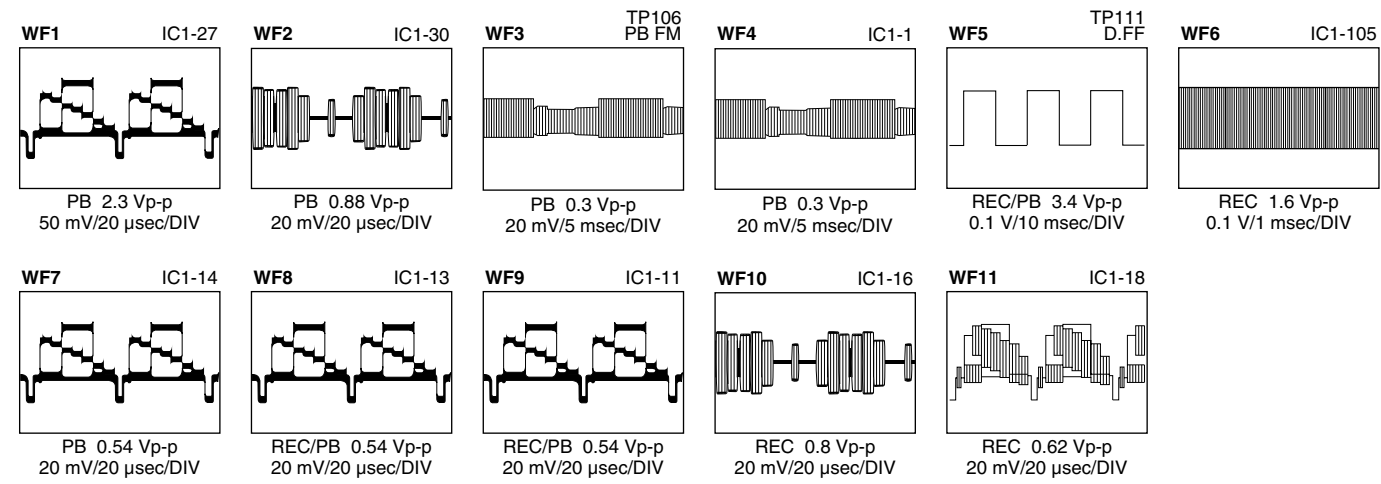 WF1 IC1-27
PB 2.3 Vp-p
50 mV/20 µsec/DIV
WF2 IC1-30
PB 0.88 Vp-p
20 mV/20 µsec/DIV
TP106
WF3 PB FM
PB 0.3 Vp-p
20 mV/5 msec/DIV
WF4 IC1-1
PB 0.3 Vp-p
20 mV/5 msec/DIV
TP111
WF5 D.FF
REC/PB 3.4 Vp-p
0.1 V/10 msec/DIV
WF6 IC1-105
REC 1.6 Vp-p
0.1 V/1 msec/DIV
WF7 IC1-14
PB 0.54 Vp-p
20 mV/20 µsec/DIV
WF8 IC1-13
REC/PB 0.54 Vp-p
20 mV/20 µsec/DIV
WF9 IC1-11
REC/PB 0.54 Vp-p
20 mV/20 µsec/DIV
WF10 IC1-16
REC 0.8 Vp-p
20 mV/20 µsec/DIV
WF11 IC1-18
REC 0.62 Vp-p
20 mV/20 µsec/DIV